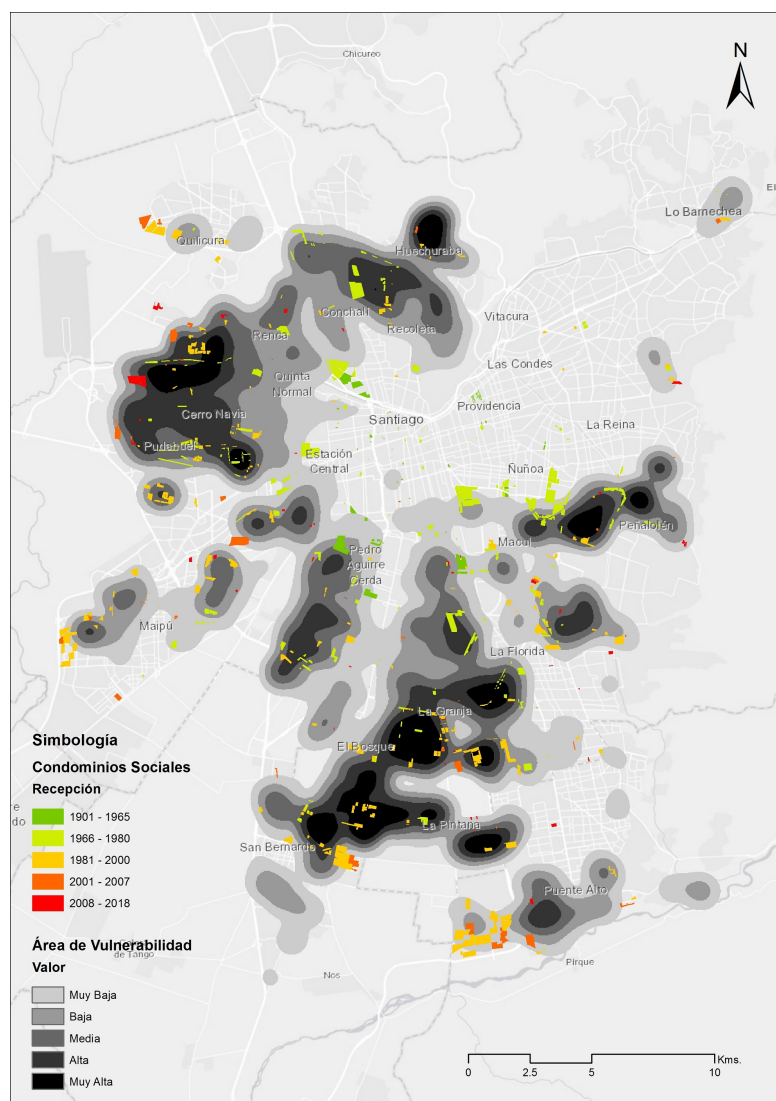 Chicureo
N
El
Lo Barnechea
Quilicura
Huechuraba
Conchalí
Vitacura
Renca
Recoleta
Las Condes
Quinta
Normal
Cerro Navia
Santiago
Providencia
La Reina
Pudahuel
Estación
Central
Ñuñoa
Peñalolén
Macul
Pedro
Aguirre
Cerda
Maipú
La Florida
La Granja
El Bosque
La Pintana
San Bernardo
Puente Alto
de Tango
Nos
Pirque
Simbología
Condominios Sociales
Recepción
1901 - 1965
1966 - 1980
1981 - 2000
2001 - 2007
2008 - 2018
Área de Vulnerabilidad
Valor
Muy Baja
Baja
Media
Alta
Muy Alta
Kms.
0 2.5 5 10